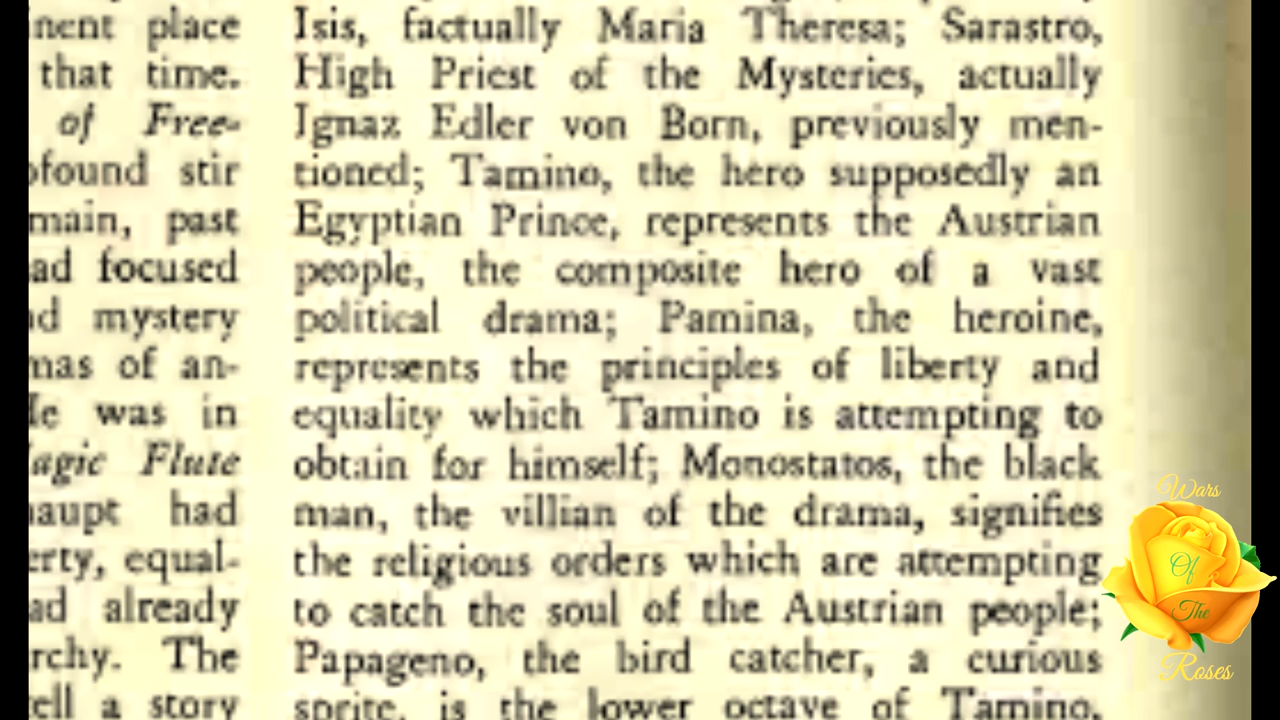 nent place
that time.
of Free-
ofound stir
main, past
ad focused
nd mystery
mas of an-
He was in
Magic Flute
haupt had
erty, equal-
ad already
rchy. The
tell a story
Isis, factually Maria Theresa; Sarastro,
High Priest of the Mysteries, actually
Ignaz Edler von Born, previously men-
tioned; Tamino, the hero supposedly an
Egyptian Prince, represents the Austrian
people, the composite hero of a vast
political drama; Pamina, the heroine,
represents the principles of liberty and
equality which Tamino is attempting to
obtain for himself; Monostatos, the black
man, the villian of the drama, signifies
the religious orders which are attempting
to catch the soul of the Austrian people;
Papageno, the bird catcher, a curious
sprite, is the lower octave of Tamino,
Wars
Of
The
Roses